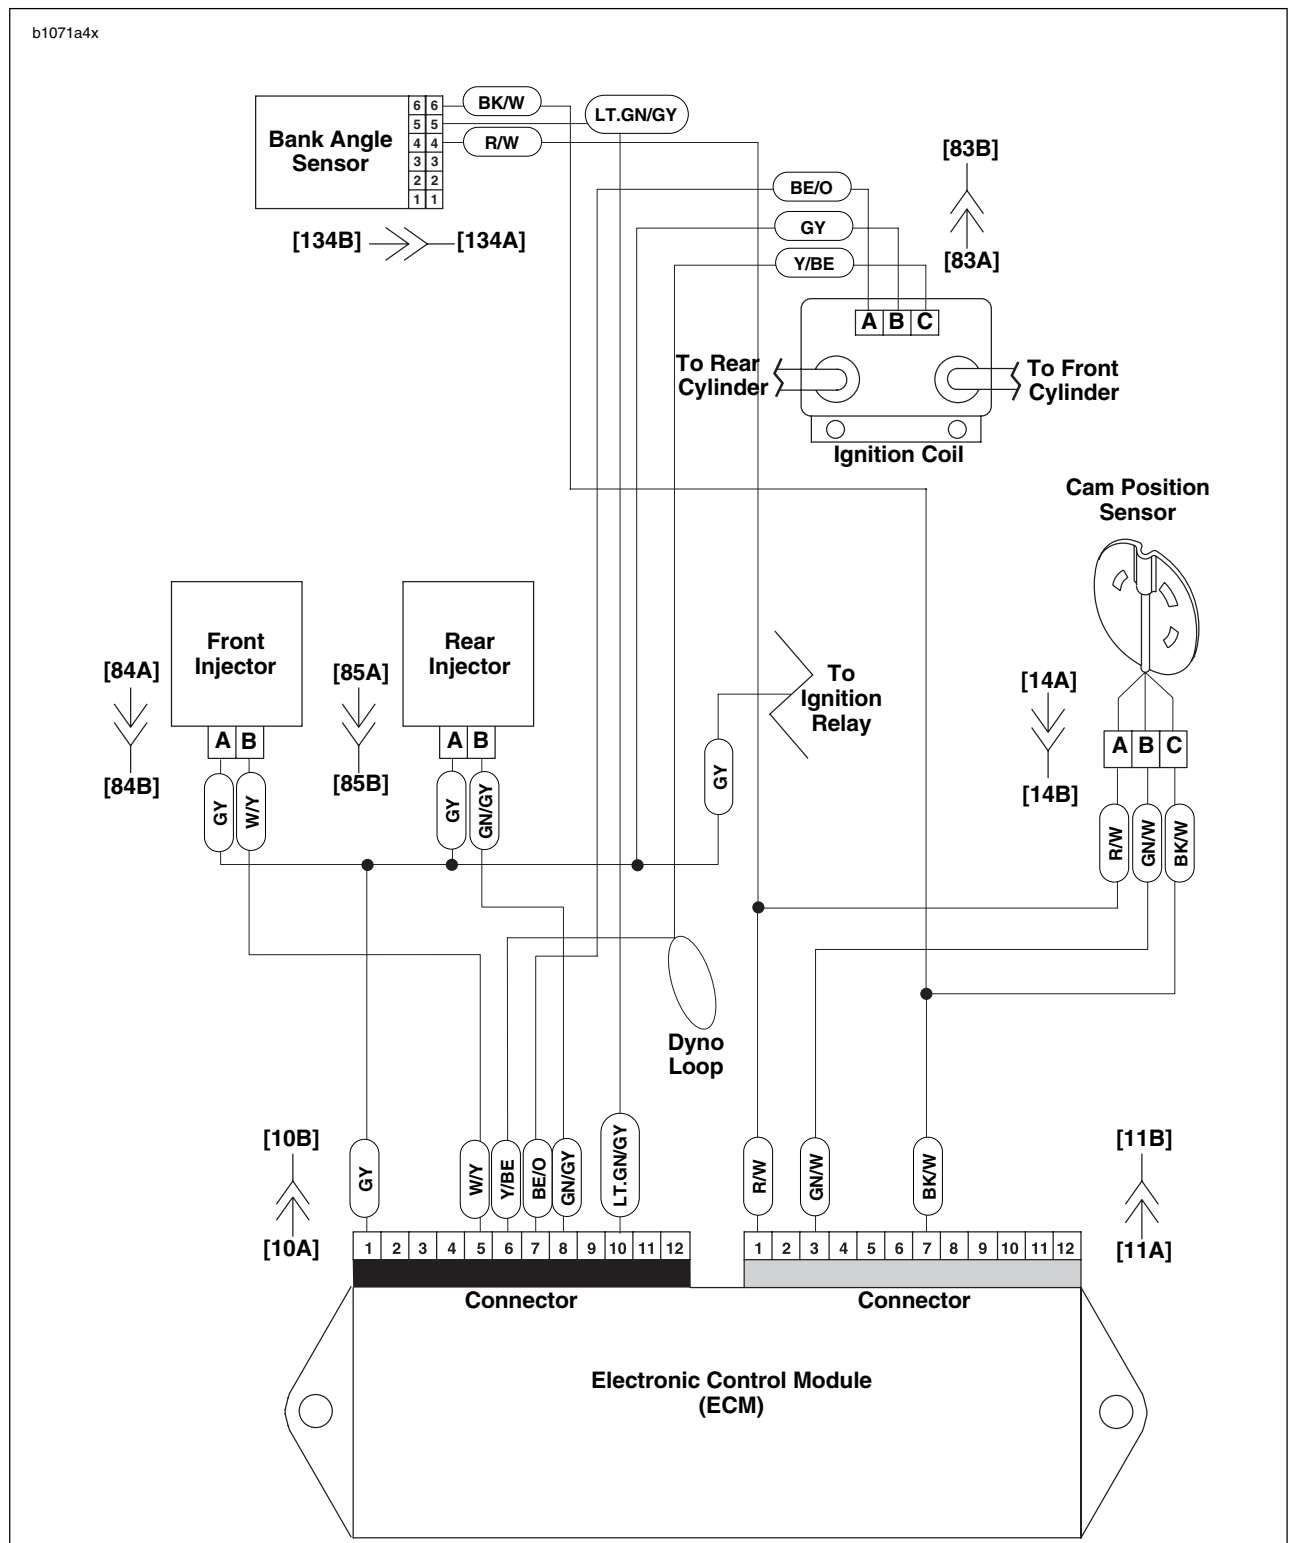 b1071a4x
Bank Angle
Sensor
6 6
5 5
4 4
3 3
2 2
1 1
BK/W
LT.GN/GY
R/W
[134B]
[134A]
BE/O
GY
Y/BE
[83B]
[83A]
A B C
To Rear
Cylinder
To Front
Cylinder
Ignition Coil
Cam Position
Sensor
Front
Injector
Rear
Injector
[84A]
[84B]
[85A]
[85B]
A B
A B
GY
W/Y
GY
GN/GY
To
Ignition
Relay
GY
[14A]
[14B]
A B C
R/W
GN/W
BK/W
Dyno
Loop
[10B]
[10A]
GY
W/Y
Y/BE
BE/O
GN/GY
LT.GN/GY
R/W
GN/W
BK/W
[11B]
[11A]
1 2 3 4 5 6 7 8 9 10 11 12
1 2 3 4 5 6 7 8 9 10 11 12
Connector
Connector
Electronic Control Module
(ECM)